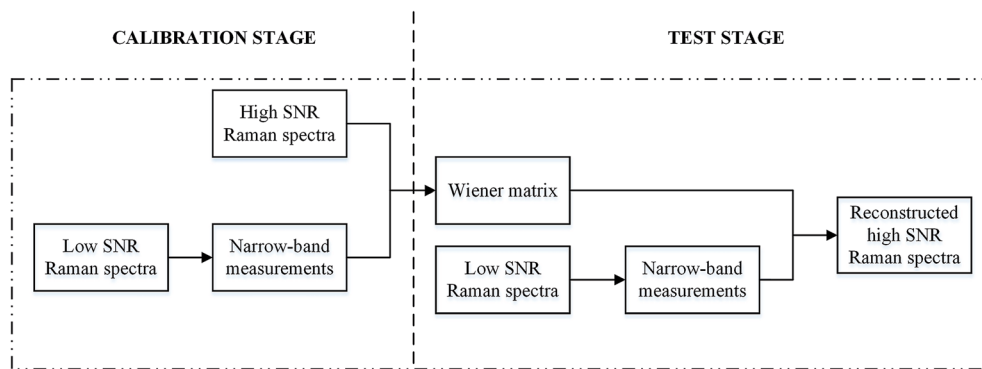 CALIBRATION STAGE
TEST STAGE
High SNR
Raman spectra
Low SNR
Raman spectra
Narrow-band
measurements
Wiener matrix
Low SNR
Raman spectra
Narrow-band
measurements
Reconstructed
high SNR
Raman spectra